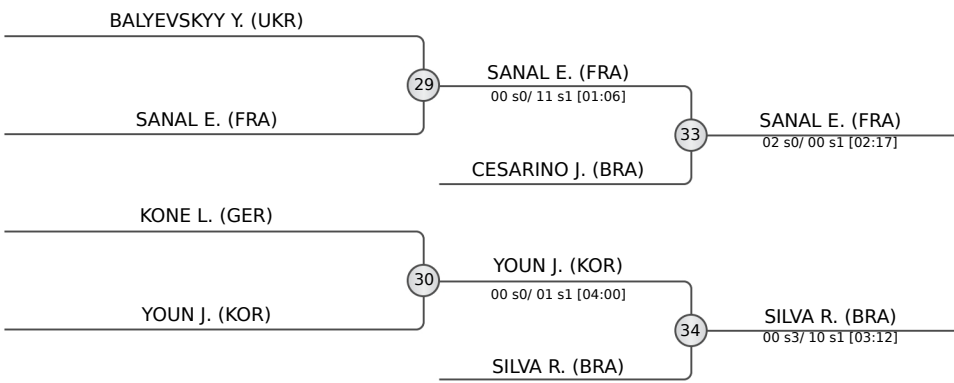 BALYEVSKYY Y. (UKR)
29
SANAL E. (FRA)
SANAL E. (FRA)
00 s0/ 11 s1 [01:06]
33
CESARINO J. (BRA)
SANAL E. (FRA)
02 s0/ 00 s1 [02:17]
KONE L. (GER)
30
YOUN J. (KOR)
YOUN J. (KOR)
00 s0/ 01 s1 [04:00]
34
SILVA R. (BRA)
SILVA R. (BRA)
00 s3/ 10 s1 [03:12]